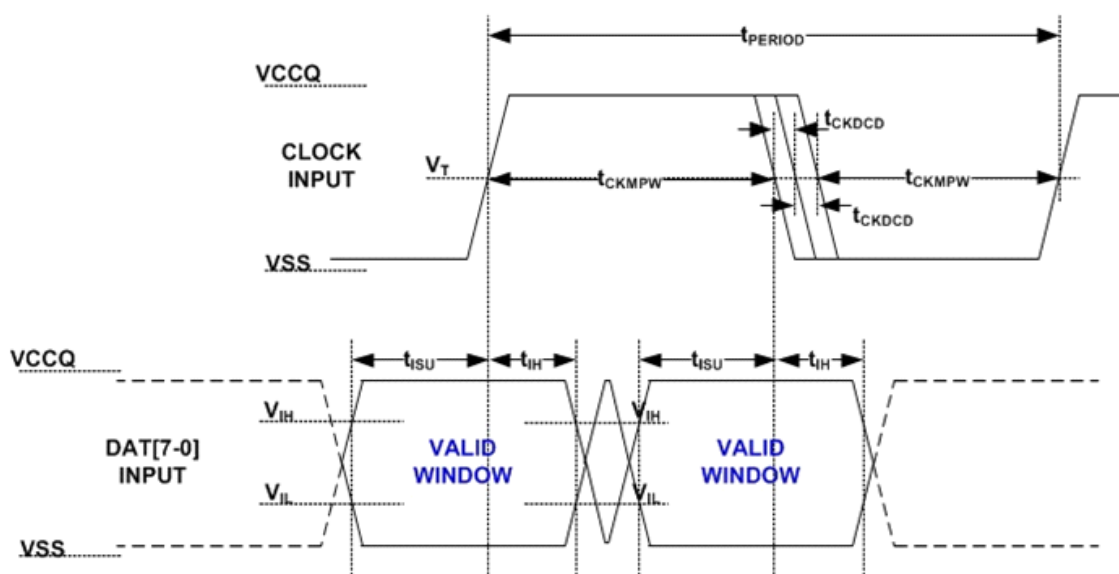 tPERIOD
VCCQ
tCKDCD
CLOCK
INPUT
VT
tCKMPW
tCKMPW
tCKDCD
VSS
VCCQ
tISU
tIH
tISU
tIH
VIH
VIH
DAT[7-0]
INPUT
VALID
WINDOW
VALID
WINDOW
VIL
VIL
VSS